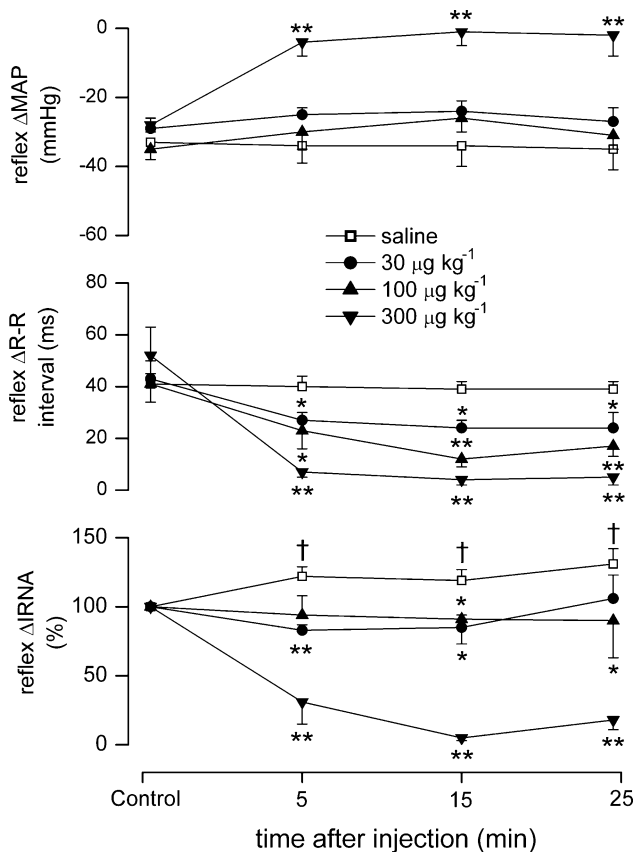 ** ** **
0
-20
-40
-60
reflex ΔMAP
(mmHg)
saline
30 μg kg-1
100 μg kg-1
300 μg kg-1
80
60
40
20
0
reflex ΔR-R
interval (ms)
* * *
* ** **
** ** **
150
100
50
0
reflex ΔIRNA
(%)
† † †
*
** * *
** ** **
Control 5 15 25
time after injection (min)